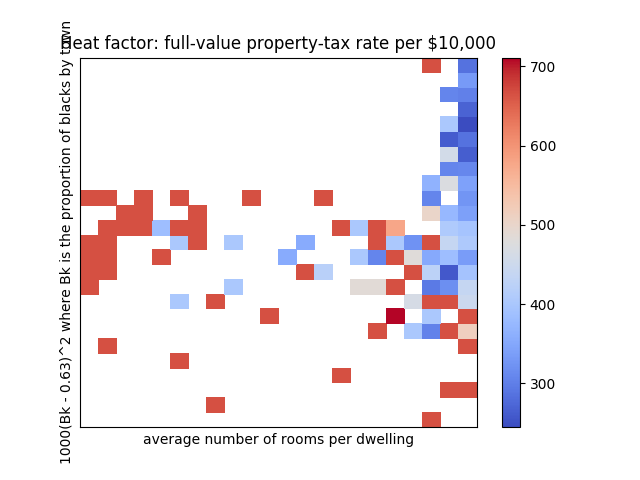 Heat factor: full-value property-tax rate per $10,000
1000(Bk - 0.63)^2 where Bk is the proportion of blacks by town
700
600
500
400
300
average number of rooms per dwelling